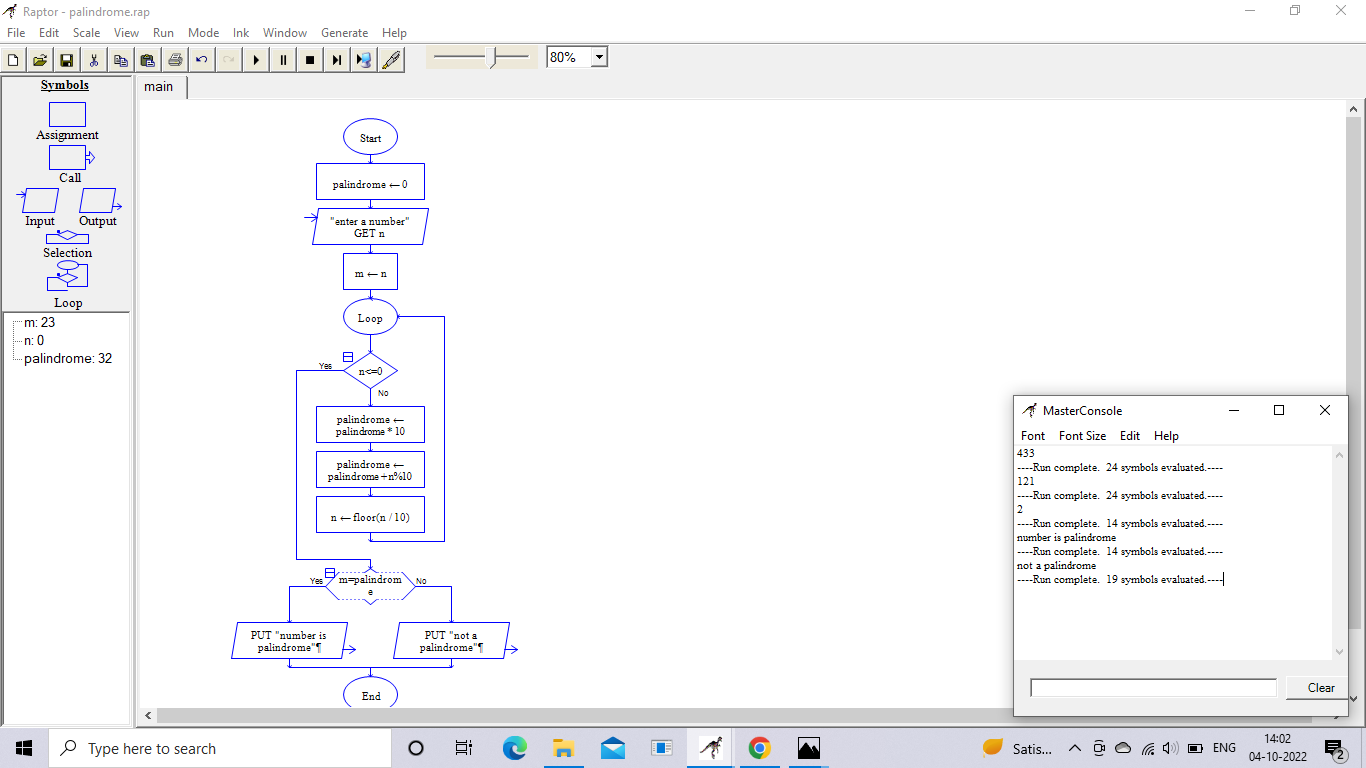 Raptor - palindrome.rap
File Edit Scale View Run Mode Ink Window Generate Help
80%
Symbols
main
Assignment
Call
Input Output
Selection
Loop
m: 23
n: 0
palindrome: 32
Start
palindrome ← 0
"enter a number"
GET n
m ← n
Loop
Yes
n<=0
No
palindrome ←
palindrome * 10
palindrome ←
palindrome+n%10
n ← floor(n / 10)
Yes
m=palindrom
e
No
PUT "number is
palindrome"¶
PUT "not a
palindrome"¶
End
MasterConsole
Font Font Size Edit Help
433
----Run complete. 24 symbols evaluated.----
121
----Run complete. 24 symbols evaluated.----
2
----Run complete. 14 symbols evaluated.----
number is palindrome
----Run complete. 14 symbols evaluated.----
not a palindrome
----Run complete. 19 symbols evaluated.----
Clear
Type here to search
Satis...
ENG
14:02
04-10-2022
2